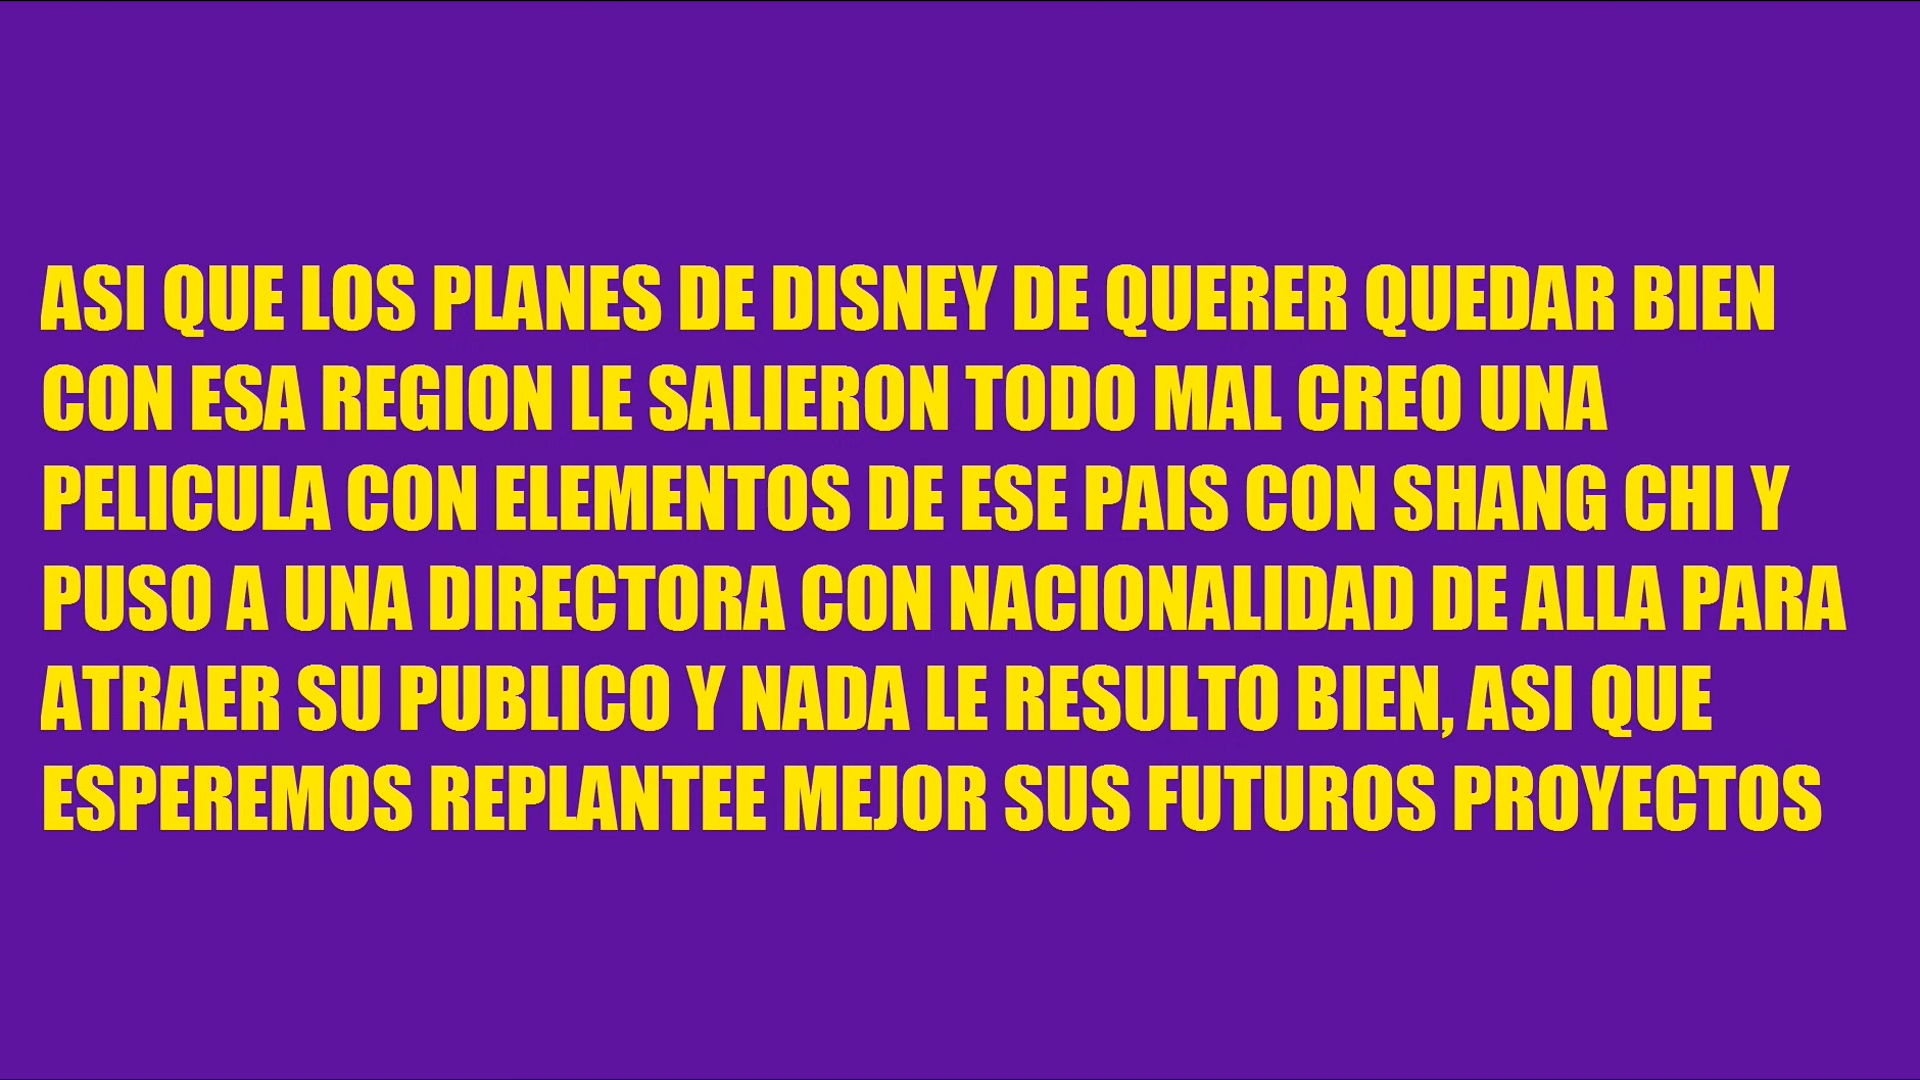 ASI QUE LOS PLANES DE DISNEY DE QUERER QUEDAR BIEN
CON ESA REGION LE SALIERON TODO MAL CREO UNA
PELICULA CON ELEMENTOS DE ESE PAIS CON SHANG CHI Y
PUSO A UNA DIRECTORA CON NACIONALIDAD DE ALLA PARA
ATRAER SU PUBLICO Y NADA LE RESULTO BIEN, ASI QUE
ESPEREMOS REPLANTEE MEJOR SUS FUTUROS PROYECTOS